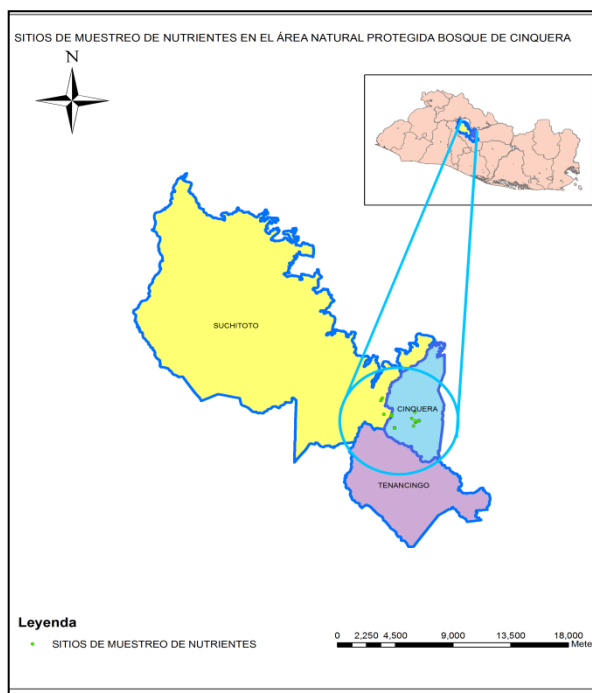 SITIOS DE MUESTREO DE NUTRIENTES EN EL ÁREA NATURAL PROTEGIDA BOSQUE DE CINQUERA
N
SUCHITOTO
CINQUERA
TENANCINGO
Leyenda
SITIOS DE MUESTREO DE NUTRIENTES
0 2,250 4,500 9,000 13,500 18,000
Mete